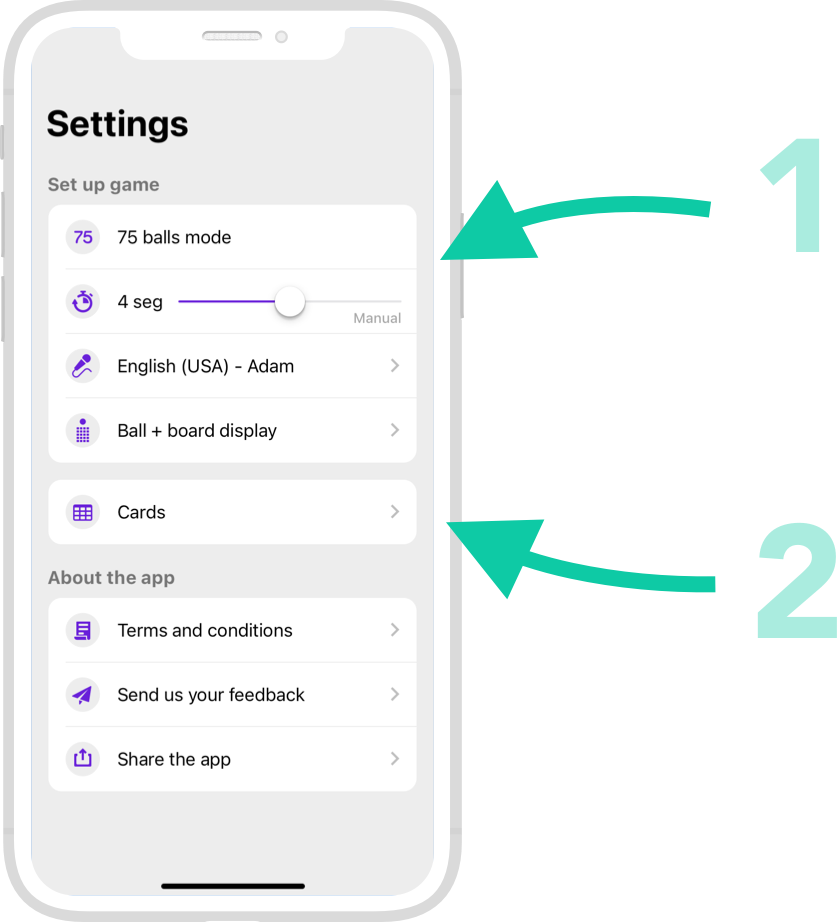 Settings
Set up game
75 75 balls mode
4 seg
Manual
English (USA) - Adam
Ball + board display
Cards
About the app
Terms and conditions
Send us your feedback
Share the app
1
2